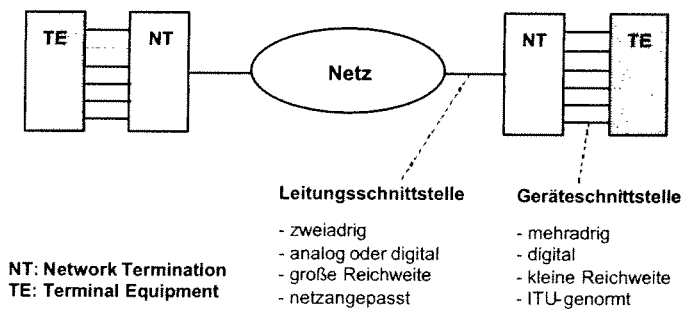 TE NT Netz NT TE
Leitungsschnittstelle
- zweiadrig
- analog oder digital
- große Reichweite
- netzangepasst
Geräteschnittstelle
- mehradrig
- digital
- kleine Reichweite
- ITU-genormt
NT: Network Termination
TE: Terminal Equipment